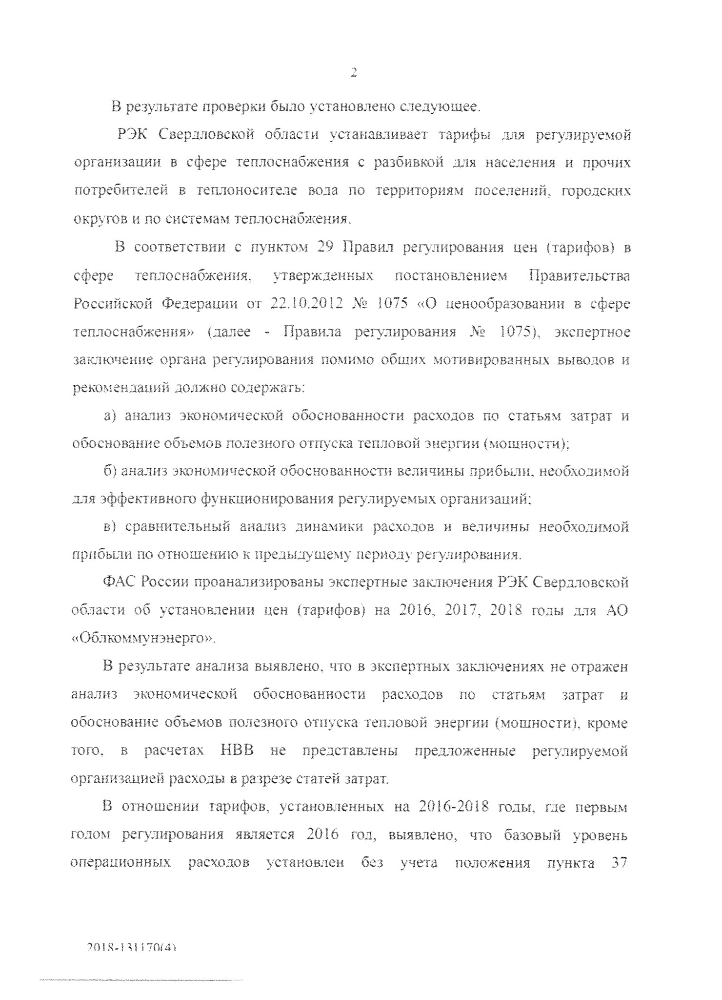 2
В результате проверки было установлено следующее.
РЭК Свердловской области устанавливает тарифы для регулируемой
организации в сфере теплоснабжения с разбивкой для населения и прочих
потребителей в теплоносителе вода по территориям поселений, городских
округов и по системам теплоснабжения.
В соответствии с пунктом 29 Правил регулирования цен (тарифов) в
сфере теплоснабжения, утвержденных постановлением Правительства
Российской Федерации от 22.10.2012 № 1075 «О ценообразовании в сфере
теплоснабжения» (далее - Правила регулирования № 1075), экспертное
заключение органа регулирования помимо общих мотивированных выводов и
рекомендаций должно содержать:
а) анализ экономической обоснованности расходов по статьям затрат и
обоснование объемов полезного отпуска тепловой энергии (мощности);
б) анализ экономической обоснованности величины прибыли, необходимой
для эффективного функционирования регулируемых организаций;
в) сравнительный анализ динамики расходов и величины необходимой
прибыли по отношению к предыдущему периоду регулирования.
ФАС России проанализированы экспертные заключения РЭК Свердловской
области об установлении цен (тарифов) на 2016, 2017, 2018 годы для АО
«Облкоммунэнерго».
В результате анализа выявлено, что в экспертных заключениях не отражен
анализ экономической обоснованности расходов по статьям затрат и
обоснование объемов полезного отпуска тепловой энергии (мощности), кроме
того, в расчетах НВВ не представлены предложенные регулируемой
организацией расходы в разрезе статей затрат.
В отношении тарифов, установленных на 2016-2018 годы, где первым
годом регулирования является 2016 год, выявлено, что базовый уровень
операционных расходов установлен без учета положения пункта 37
2018-131170(4)